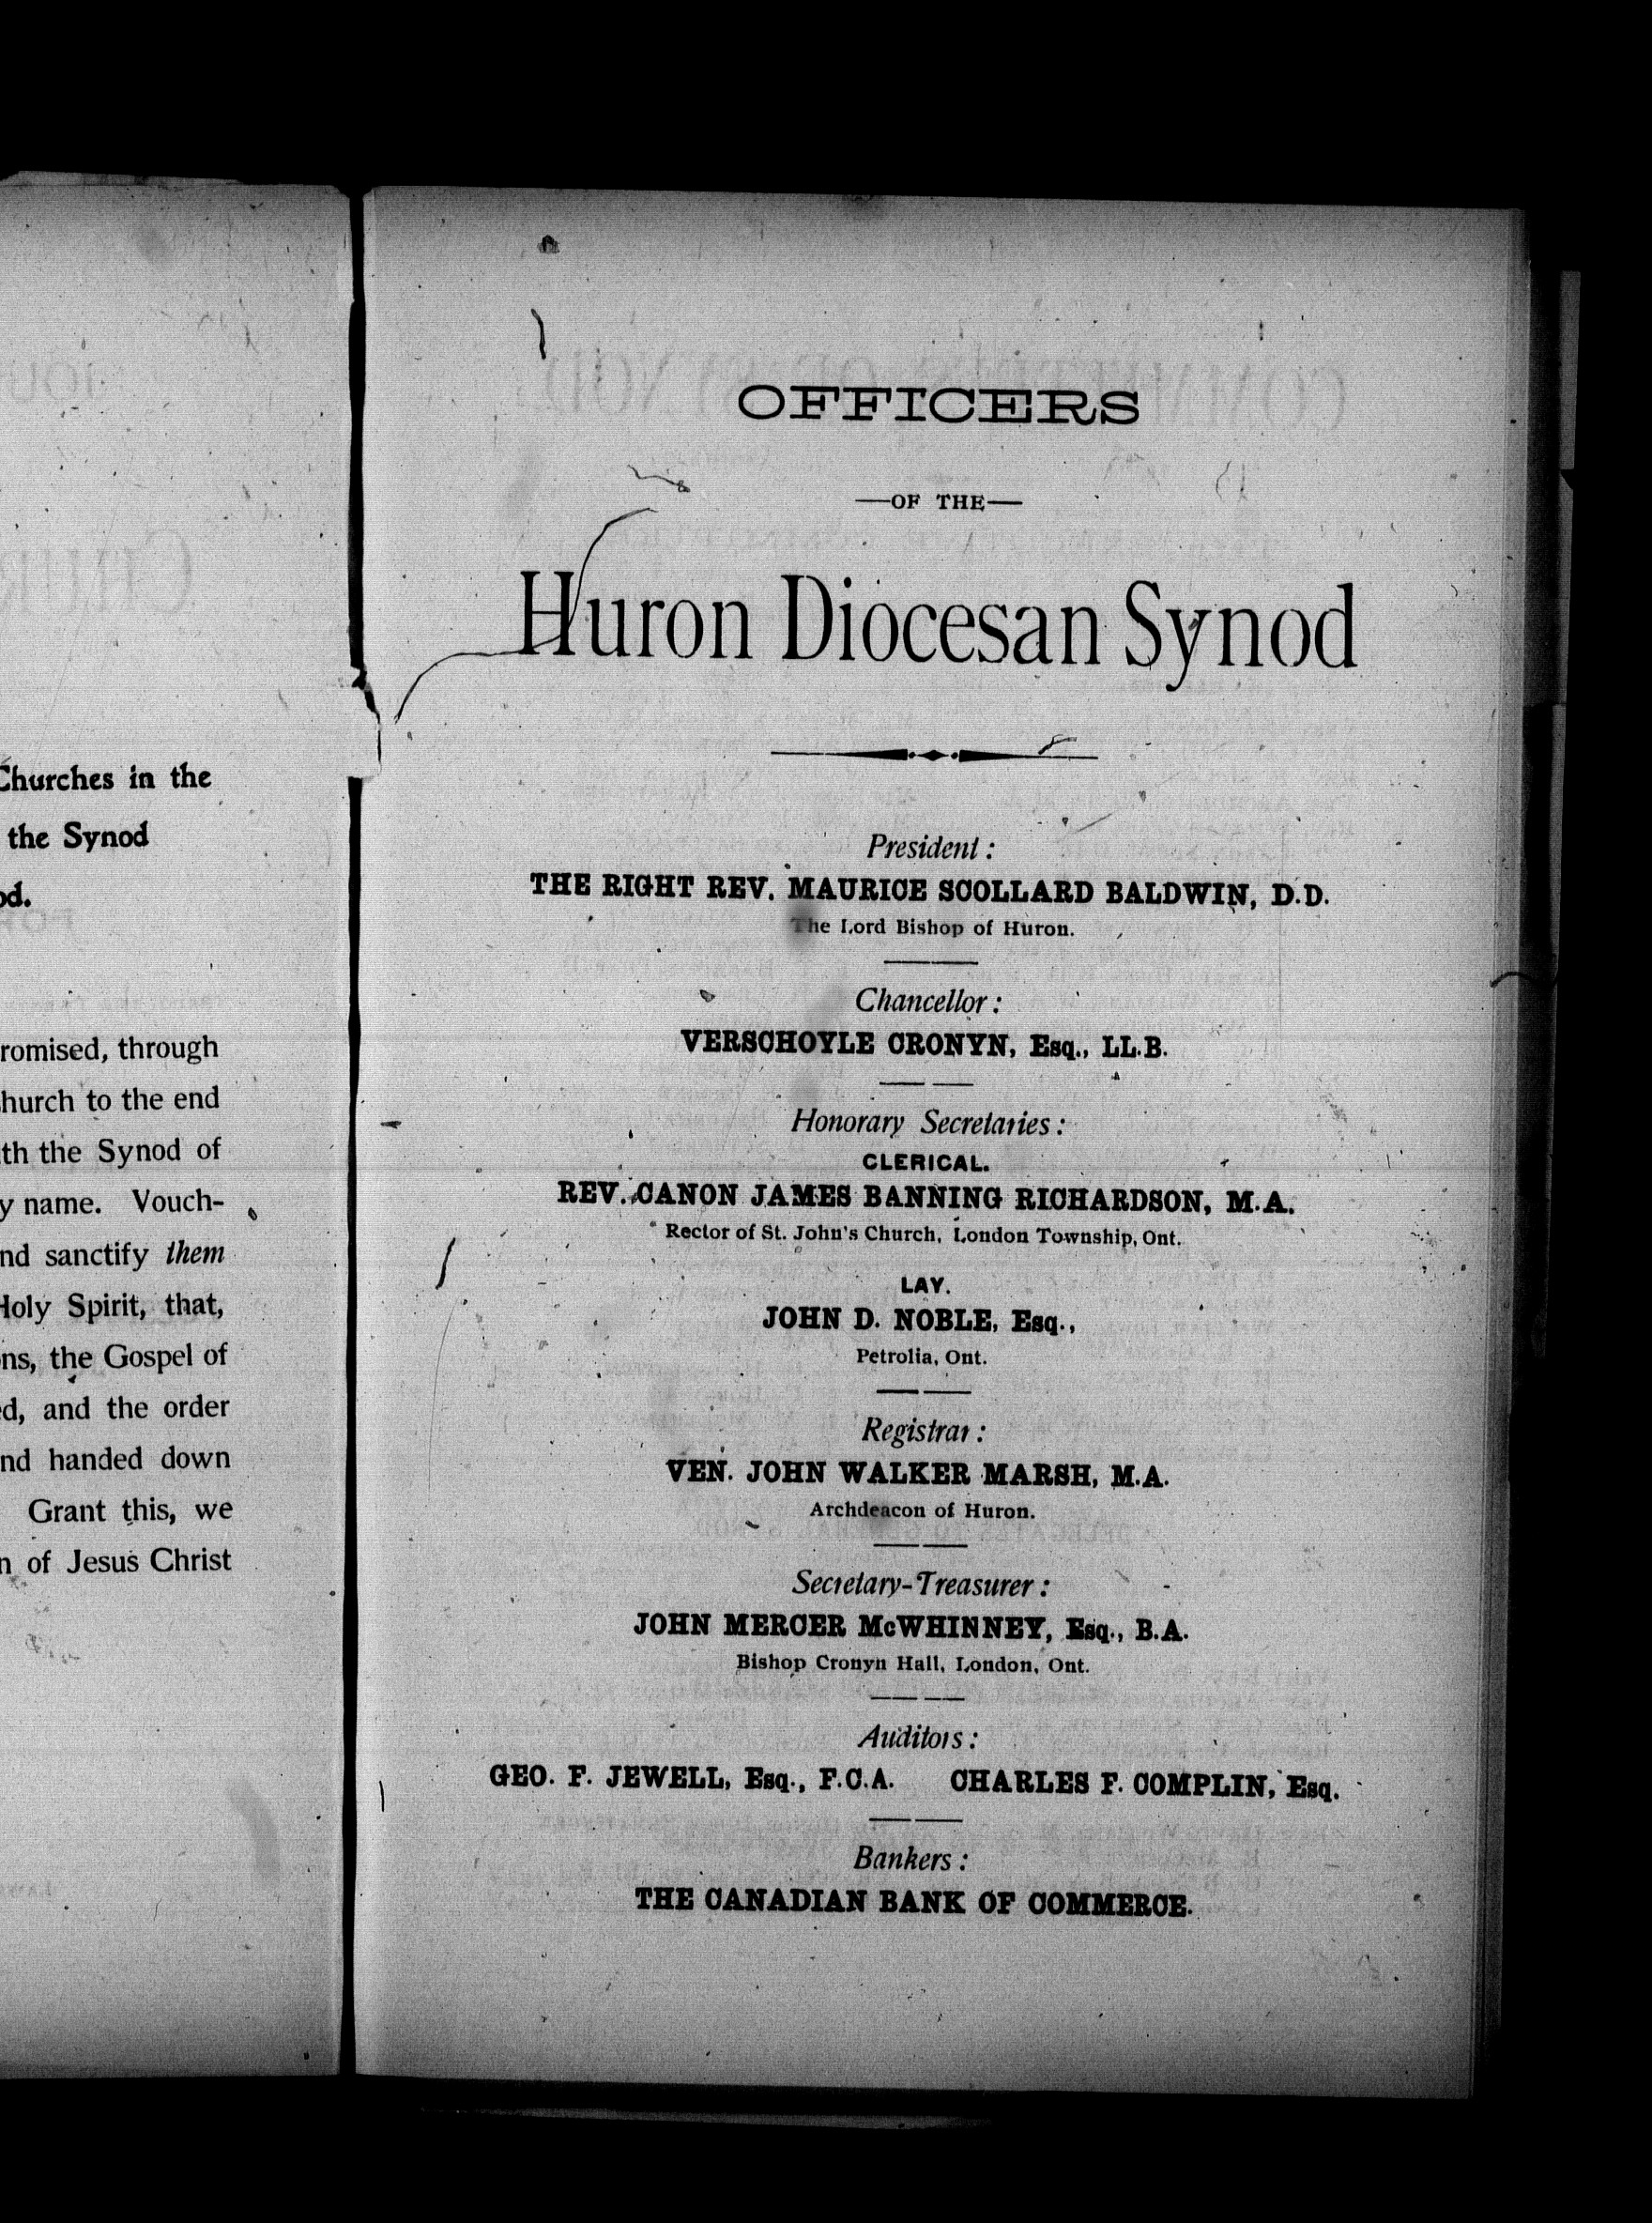 Churches in the
the Synod
romised, through
hurch to the end
th the Synod of
y name. Vouch-
nd sanctify them
Holy Spirit, that,
ns, the Gospel of
d, and the order
nd handed down
Grant this, we
n of Jesus Christ
OFFICERS
—OF THE—
Huron Diocesan Synod
President :
THE RIGHT REV. MAURICE SCOLLARD BALDWIN, D.D.
The Lord Bishop of Huron.
Chancellor :
VERSCHOYLE CRONYN, Esq., LL.B.
Honorary Secretaries :
CLERICAL.
REV. CANON JAMES BANNING RICHARDSON, M.A.
Rector of St. John's Church, London Township, Ont.
LAY.
JOHN D. NOBLE, Esq.,
Petrolia, Ont.
Registrar :
VEN. JOHN WALKER MARSH, M.A.
Archdeacon of Huron.
Secretary-Treasurer :
JOHN MERCER McWHINNEY, Esq., B.A.
Bishop Cronyn Hall, London, Ont.
Auditors :
GEO. F. JEWELL, Esq., F.C.A. CHARLES F. COMPLIN, Esq.
Bankers :
THE CANADIAN BANK OF COMMERCE.